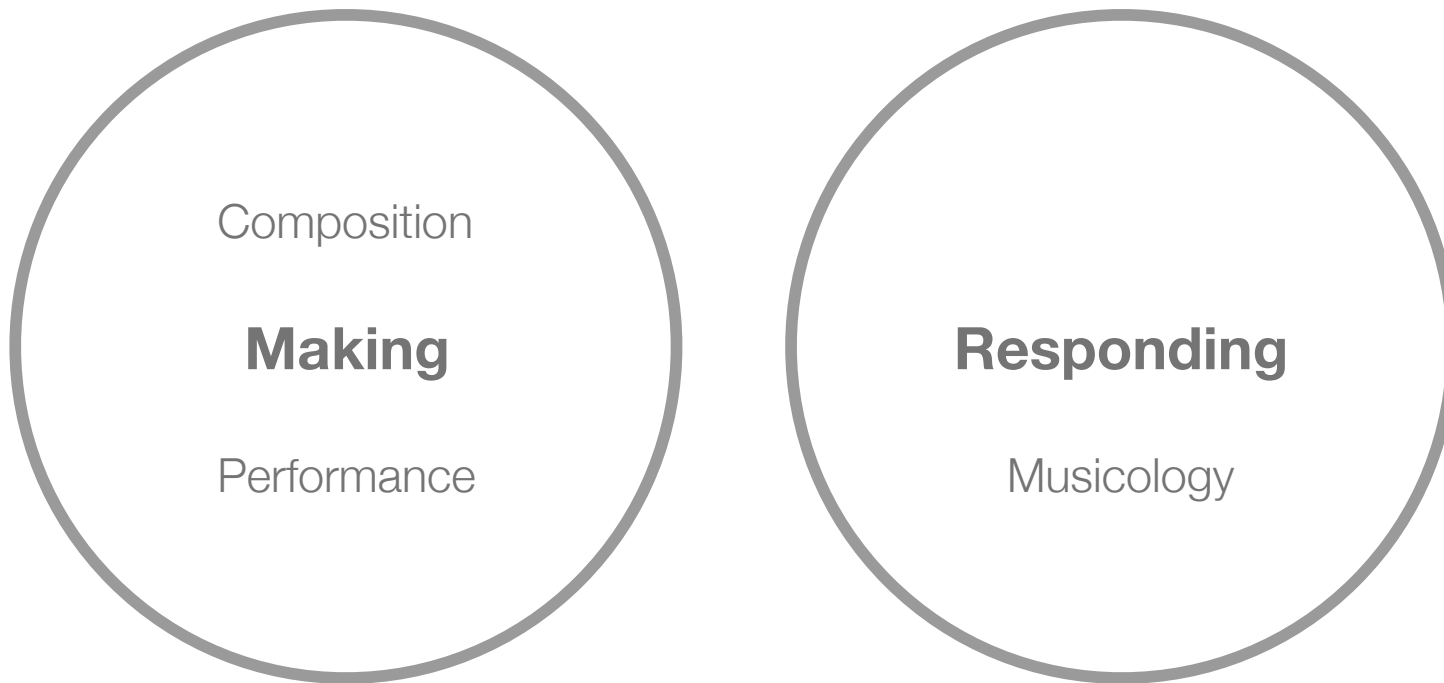 Composition
Making
Performance
Responding
Musicology